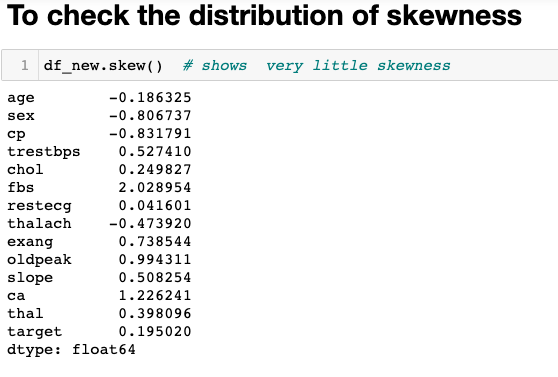 To check the distribution of skewness
1 df_new.skew()  # shows  very little skewness
age -0.186325
sex -0.806737
cp -0.831791
trestbps 0.527410
chol 0.249827
fbs 2.028954
restecg 0.041601
thalach -0.473920
exang 0.738544
oldpeak 0.994311
slope 0.508254
ca 1.226241
thal 0.398096
target 0.195020
dtype: float64